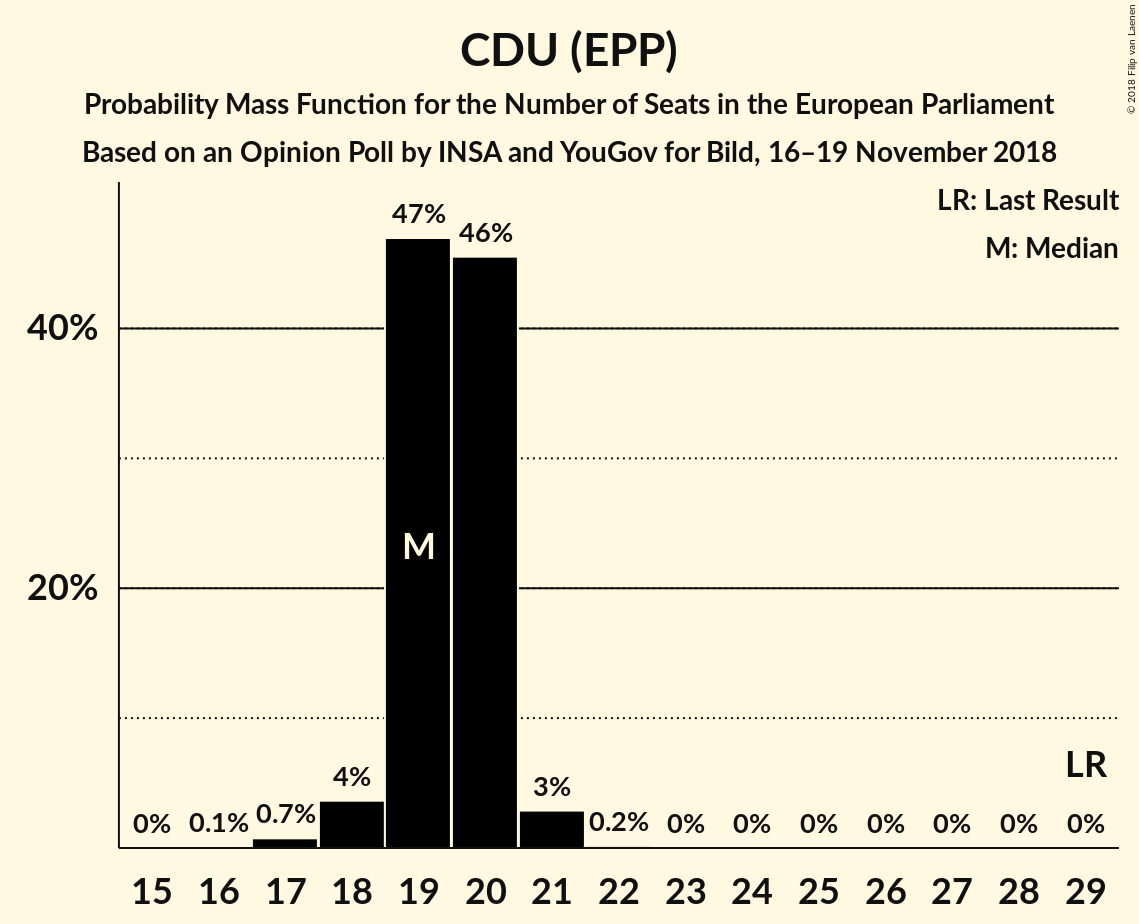 CDU (EPP)
Probability Mass Function for the Number of Seats in the European Parliament
Based on an Opinion Poll by INSA and YouGov for Bild, 16–19 November 2018
© 2018 Filip van Laenen
LR: Last Result
M: Median
47%
46%
40%
M
20%
LR
4%
3%
0%
0.1%
0.7%
0.2%
0%
0%
0%
0%
0%
0%
0%
15 16 17 18 19 20 21 22 23 24 25 26 27 28 29